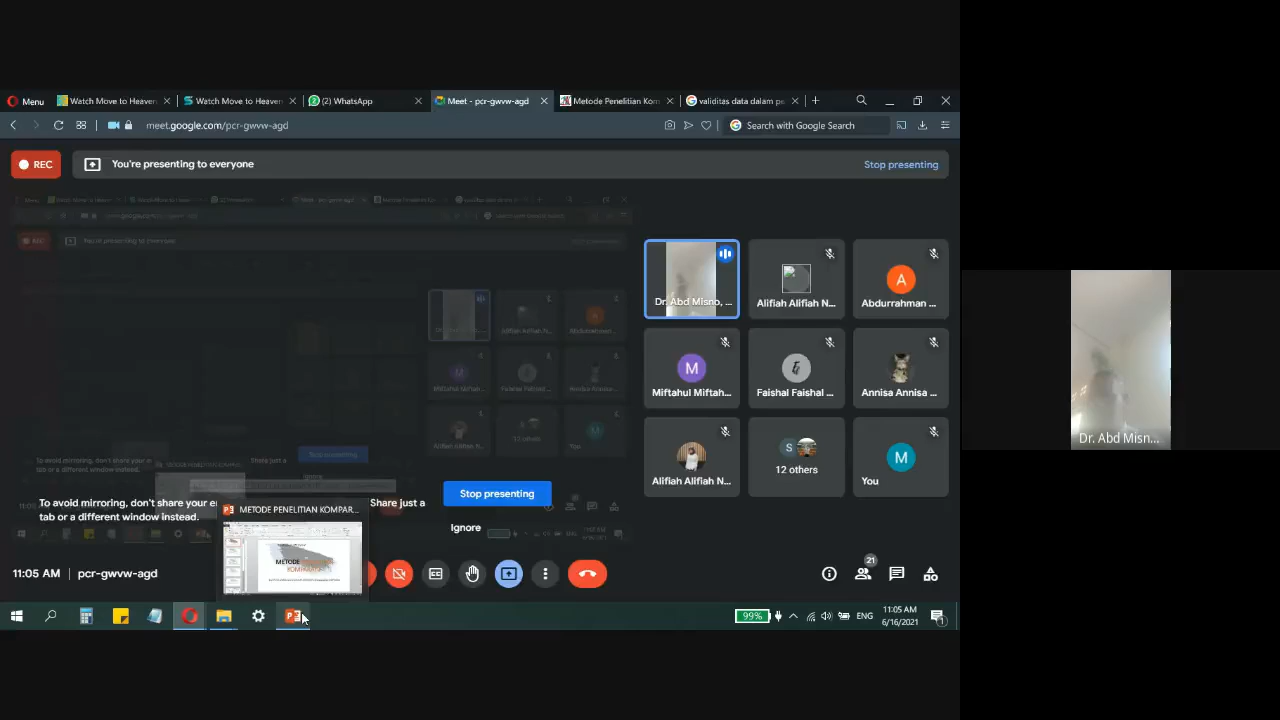 Menu
Watch Move to Heaven
Watch Move to Heaven
(2) WhatsApp
Meet - pcr-gwvw-agd
Metode Penelitian Kom
validitas data dalam pe
meet.google.com/pcr-gwvw-agd
Search with Google Search
REC
You're presenting to everyone
Stop presenting
Dr. Abd Misno, ...
Alifiah Alifiah N...
Abdurrahman ...
M
A
Miftahul Miftah...
Faishal Faishal ...
Annisa Annisa ...
Alifiah Alifiah N...
S
12 others
M
You
To avoid mirroring, don't share your
Share just a
tab or a different window instead.
Stop presenting
Ignore
METODE PENELITIAN KOMPAR...
METODE
11:05 AM | pcr-gwvw-agd
21
99%
ENG
11:05 AM
6/16/2021
1
Dr. Abd Misn...